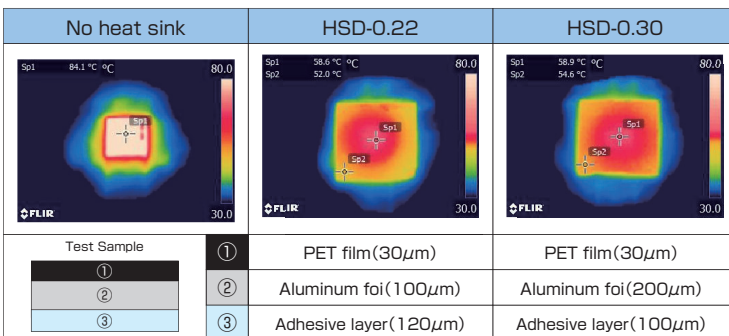 No heat sink
HSD-0.22
HSD-0.30
Sp1 84.1 °C °C 80.0
Sp1
30.0
FLIR
Sp1 58.6 °C °C 80.0
Sp2 52.0 °C
Sp1
Sp2
30.0
FLIR
Sp1 58.9 °C °C 80.0
Sp2 54.6 °C
Sp1
Sp2
30.0
FLIR
Test Sample
①
②
③
① PET film(30μm) PET film(30μm)
② Aluminum foi(100μm) Aluminum foi(200μm)
③ Adhesive layer(120μm) Adhesive layer(100μm)